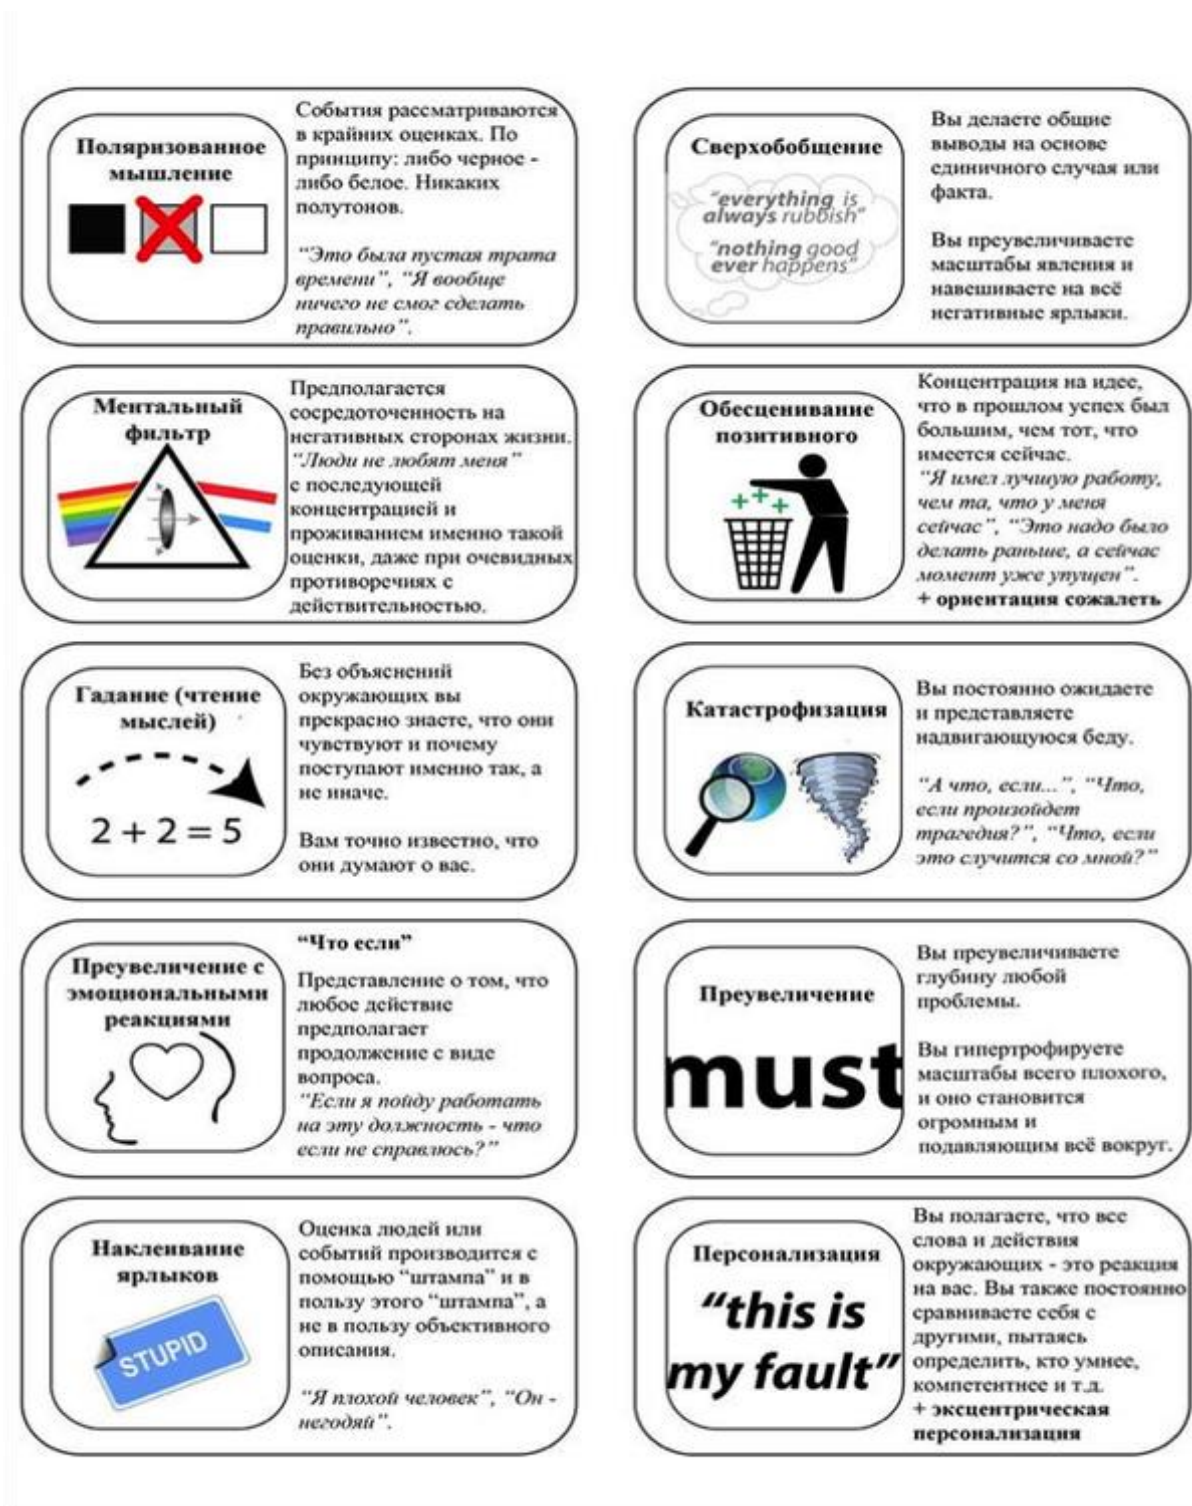 Поляризованное
мышление
События рассматриваются
в крайних оценках. По
принципу: либо черное -
либо белое. Никаких
полутонов.
“Это была пустая трата
времени”, “Я вообще
ничего не смог сделать
правильно”.
Сверхобобщение
“everything is
always rubbish”
“nothing good
ever happens”
Вы делаете общие
выводы на основе
единичного случая или
факта.
Вы преувеличиваете
масштабы явления и
навешиваете на всё
негативные ярлыки.
Ментальный
фильтр
Предполагается
сосредоточенность на
негативных сторонах жизни.
“Люди не любят меня”
с последующей
концентрацией и
проживанием именно такой
оценки, даже при очевидных
противоречиях с
действительностью.
Обесценивание
позитивного
Концентрация на идее,
что в прошлом успех был
большим, чем тот, что
имеется сейчас.
“Я имел лучшую работу,
чем та, что у меня
сейчас”, “Это надо было
делать раньше, а сейчас
момент уже упущен”.
+ ориентация сожалеть
Гадание (чтение
мыслей)
2 + 2 = 5
Без объяснений
окружающих вы
прекрасно знаете, что они
чувствуют и почему
поступают именно так, а
не иначе.
Вам точно известно, что
они думают о вас.
Катастрофизация
Вы постоянно ожидаете
и представляете
надвигающуюся беду.
“А что, если...”, “Что,
если произойдет
трагедия?”, “Что, если
это случится со мной?”
Преувеличение с
эмоциональными
реакциями
“Что если”
Представление о том, что
любое действие
предполагает
продолжение с виде
вопроса.
“Если я пойду работать
на эту должность - что
если не справлюсь?”
Преувеличение
must
Вы преувеличиваете
глубину любой
проблемы.
Вы гипертрофируете
масштабы всего плохого,
и оно становится
огромным и
подавляющим всё вокруг.
Наклеивание
ярлыков
STUPID
Оценка людей или
событий производится с
помощью “штампа” и в
пользу этого “штампа”, а
не в пользу объективного
описания.
“Я плохой человек”, “Он -
негодяй”.
Персонализация
“this is
my fault”
Вы полагаете, что все
слова и действия
окружающих - это реакция
на вас. Вы также постоянно
сравниваете себя с
другими, пытаясь
определить, кто умнее,
компетентнее и т.д.
+ эксцентрическая
персонализация